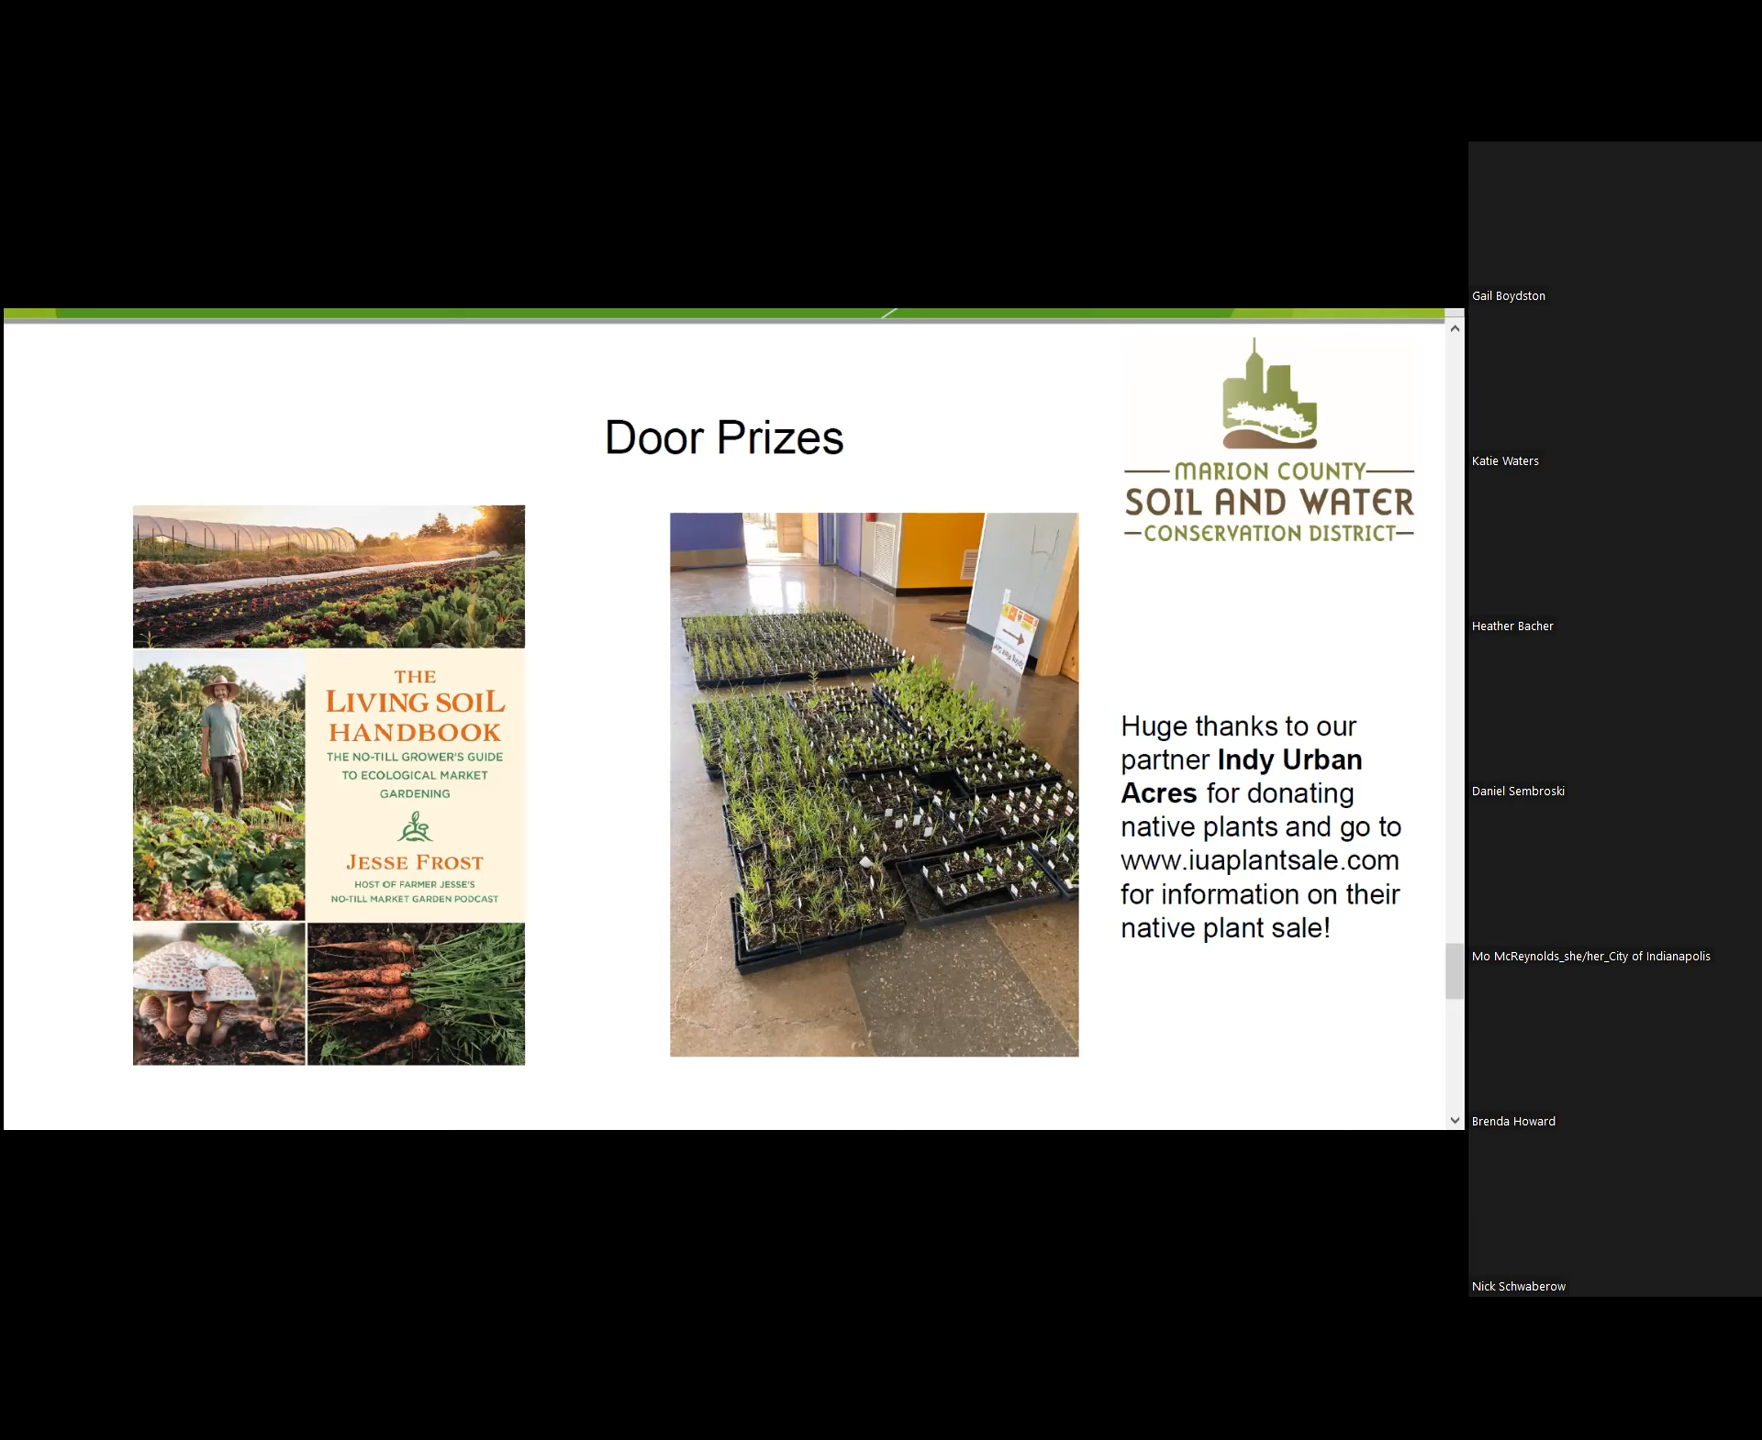 Door Prizes
MARION COUNTY
SOIL AND WATER
CONSERVATION DISTRICT
THE
LIVING SOIL
HANDBOOK
THE NO-TILL GROWER'S GUIDE
TO ECOLOGICAL MARKET
GARDENING
JESSE FROST
HOST OF FARMER JESSE'S
NO-TILL MARKET GARDEN PODCAST
Huge thanks to our
partner Indy Urban
Acres for donating
native plants and go to
www.iuaplantsale.com
for information on their
native plant sale!
Gail Boydston
Katie Waters
Heather Bacher
Daniel Sembroski
Mo McReynolds_she/her_City of Indianapolis
Brenda Howard
Nick Schwaberow